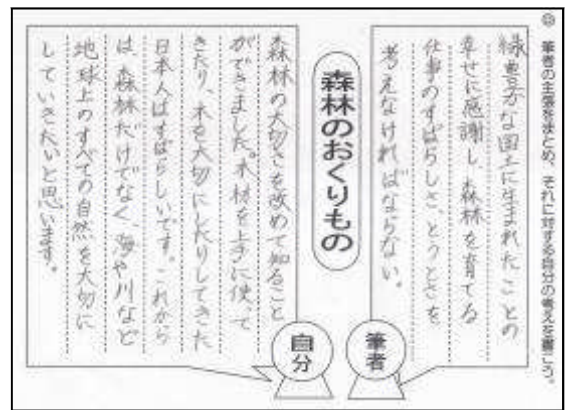 ◎ 筆者の主張をまとめ、それに対する自分の考えを書こう。
緑豊かな国土に生まれたことの
幸せに感謝し、森林を育てる
仕事のすばらしさ、とうとさを
考えなければならない。
筆者
森林のおくりもの
森林の大切さを改めて知ること
ができました。木材を上手に使って
きたり、木を大切にしたりしてきた
日本人はすばらしいです。これから
は、森林だけでなく、海や川など
地球上のすべての自然を大切に
していきたいと思います。
自分